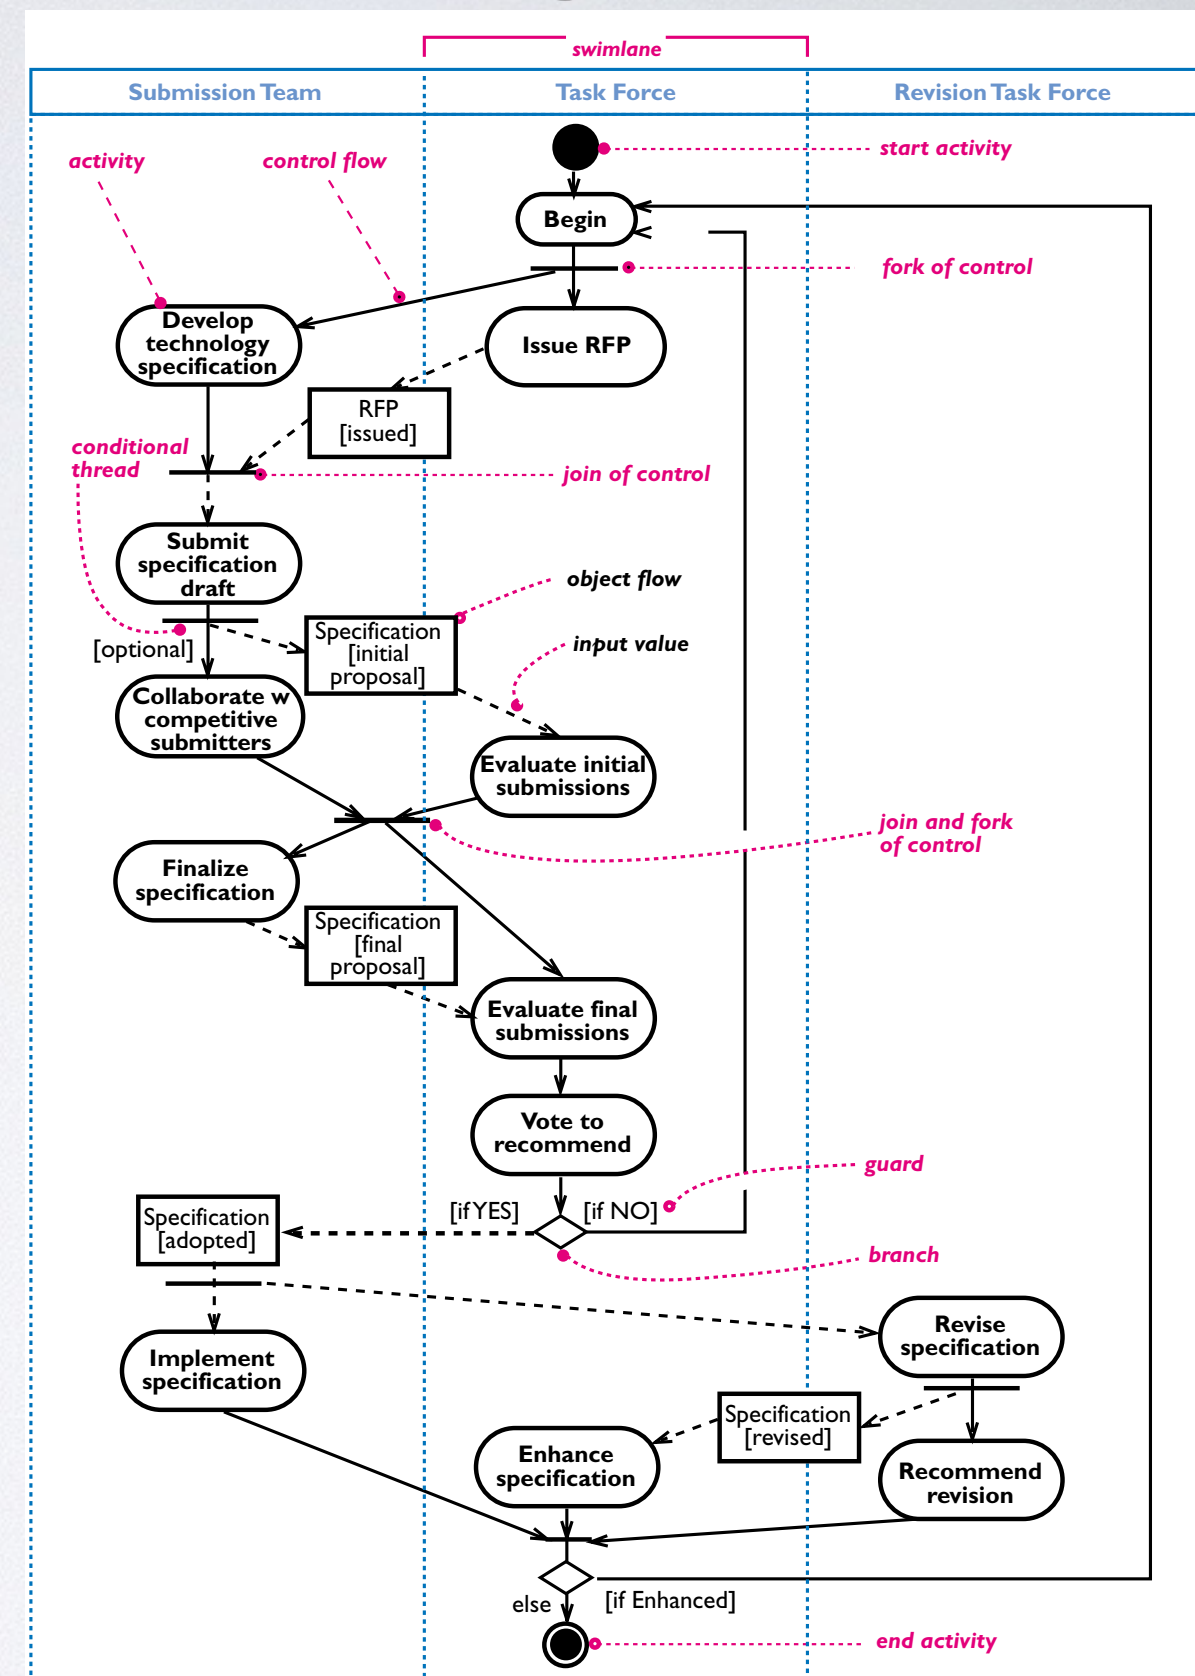 swimlane
Submission Team
Task Force
Revision Task Force
activity
control flow
start activity
Begin
fork of control
Develop
technology
specification
Issue RFP
RFP
[issued]
conditional
thread
join of control
Submit
specification
draft
object flow
Specification
[initial
proposal]
input value
[optional]
Collaborate w
competitive
submitters
Evaluate initial
submissions
join and fork
of control
Finalize
specification
Specification
[final
proposal]
Evaluate final
submissions
Vote to
recommend
guard
[if YES]
[if NO]
Specification
[adopted]
branch
Revise
specification
Implement
specification
Specification
[revised]
Enhance
specification
Recommend
revision
else
[if Enhanced]
end activity